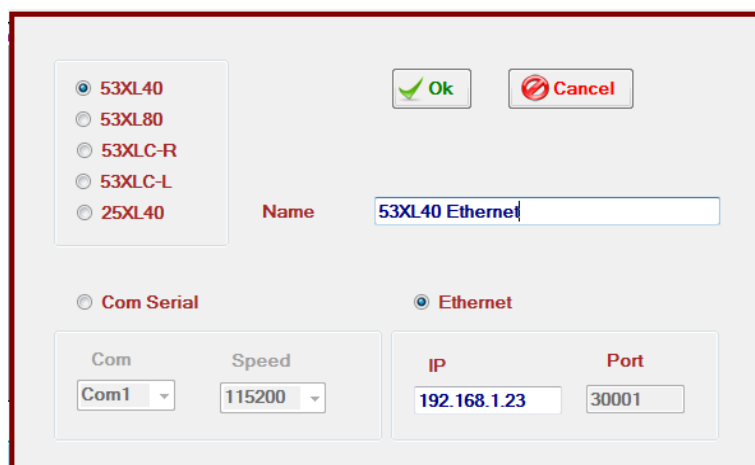 53XL40
53XL80
53XLC-R
53XLC-L
25XL40
Ok
Cancel
Name
53XL40 Ethernet
Com Serial
Ethernet
Com
Speed
Com1
115200
IP
Port
192.168.1.23
30001